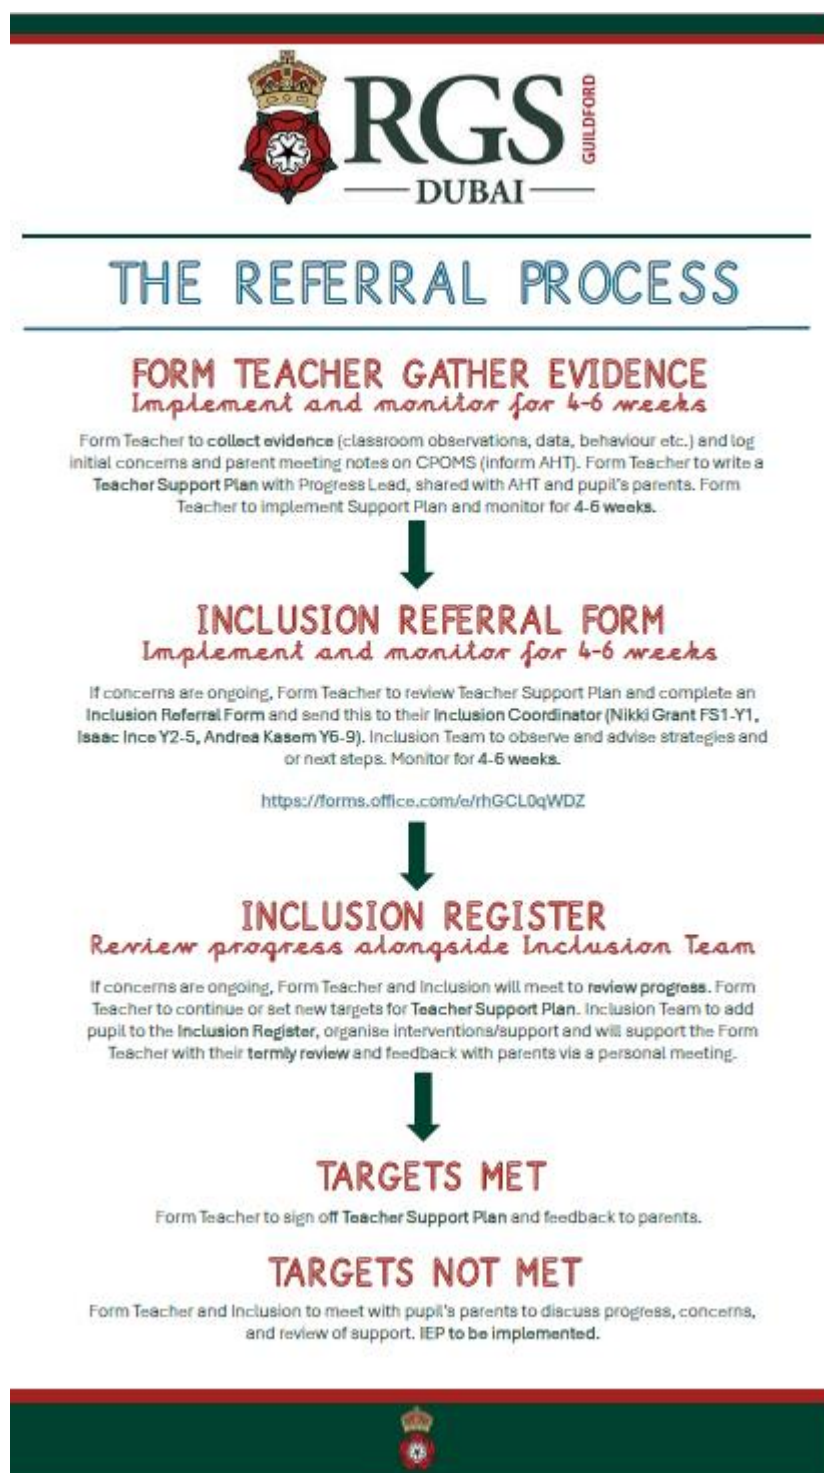 RGS
GUILDFORD
DUBAI
THE REFERRAL PROCESS
FORM TEACHER GATHER EVIDENCE
Implement and monitor for 4-6 weeks
Form Teacher to collect evidence (classroom observations, data, behaviour etc.) and log
initial concerns and parent meeting notes on CPOMS (inform AHT). Form Teacher to write a
Teacher Support Plan with Progress Lead, shared with AHT and pupil's parents. Form
Teacher to implement Support Plan and monitor for 4-6 weeks.
INCLUSION REFERRAL FORM
Implement and monitor for 4-6 weeks
If concerns are ongoing, Form Teacher to review Teacher Support Plan and complete an
Inclusion Referral Form and send this to their Inclusion Coordinator (Nikki Grant FS1-Y1,
Isaac Ince Y2-5, Andrea Kasem Y6-9). Inclusion Team to observe and advise strategies and
or next steps. Monitor for 4-6 weeks.
https://forms.office.com/e/rhGCL0qWDZ
INCLUSION REGISTER
Review progress alongside Inclusion Team
If concerns are ongoing, Form Teacher and Inclusion will meet to review progress. Form
Teacher to continue or set new targets for Teacher Support Plan. Inclusion Team to add
pupil to the Inclusion Register, organise interventions/support and will support the Form
Teacher with their termly review and feedback with parents via a personal meeting.
TARGETS MET
Form Teacher to sign off Teacher Support Plan and feedback to parents.
TARGETS NOT MET
Form Teacher and Inclusion to meet with pupil's parents to discuss progress, concerns,
and review of support. IEP to be implemented.